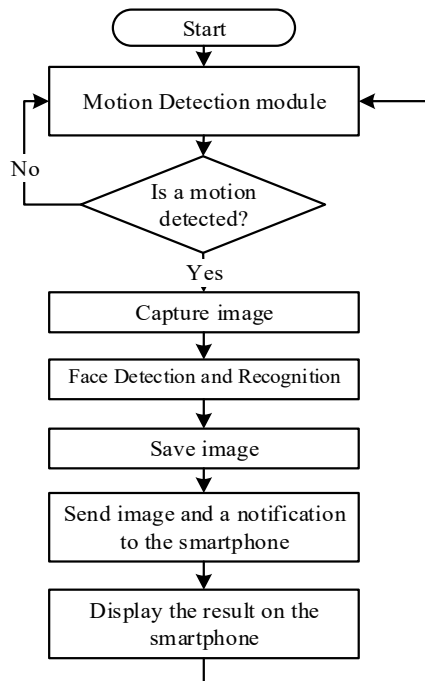 Start
Motion Detection module
No
Is a motion
detected?
Yes
Capture image
Face Detection and Recognition
Save image
Send image and a notification
to the smartphone
Display the result on the
smartphone